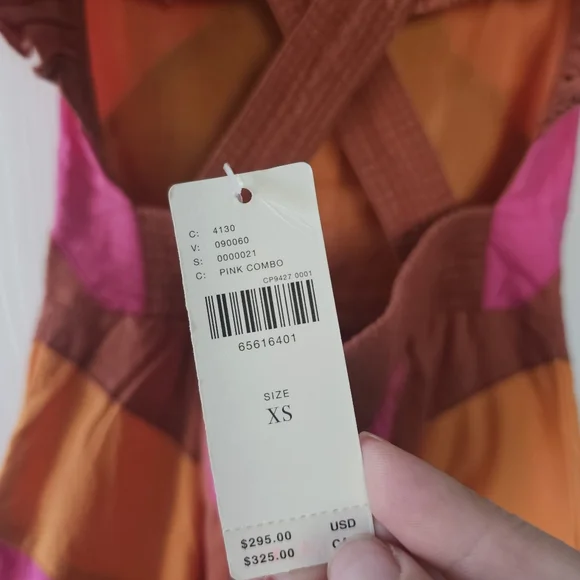 C: 4130
V: 090060
S: 0000021
C: PINK COMBO
CP9427 0001
65616401
SIZE
XS
$295.00 USD
$325.00